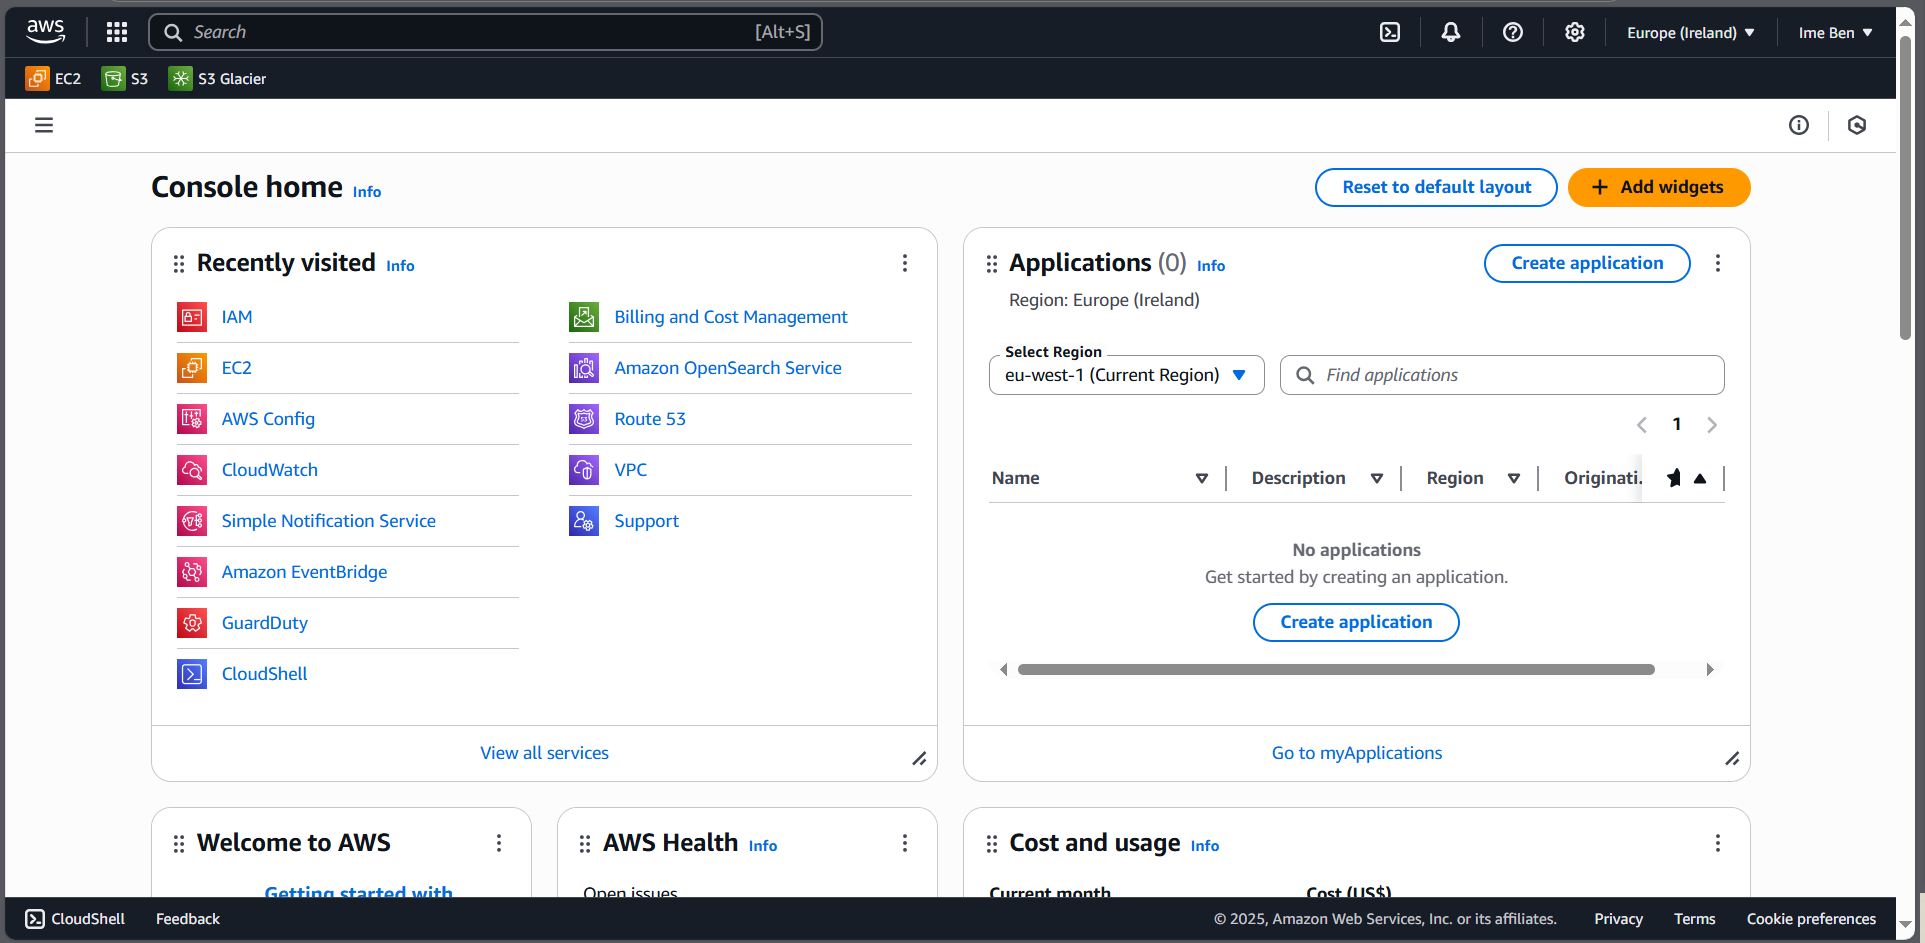 aws
Search [Alt+S]
Europe (Ireland)
Ime Ben
EC2
S3
S3 Glacier
Console home Info
Reset to default layout
+ Add widgets
Recently visited Info
IAM
EC2
AWS Config
CloudWatch
Simple Notification Service
Amazon EventBridge
GuardDuty
CloudShell
Billing and Cost Management
Amazon OpenSearch Service
Route 53
VPC
Support
View all services
Applications (0) Info
Create application
Region: Europe (Ireland)
Select Region
eu-west-1 (Current Region)
Find applications
1
Name Description Region Originati.
No applications
Get started by creating an application.
Create application
Go to myApplications
Welcome to AWS
Getting started with
AWS Health Info
Open issues
Cost and usage Info
Current month
Cost (US$)
CloudShell
Feedback
© 2025, Amazon Web Services, Inc. or its affiliates.
Privacy
Terms
Cookie preferences